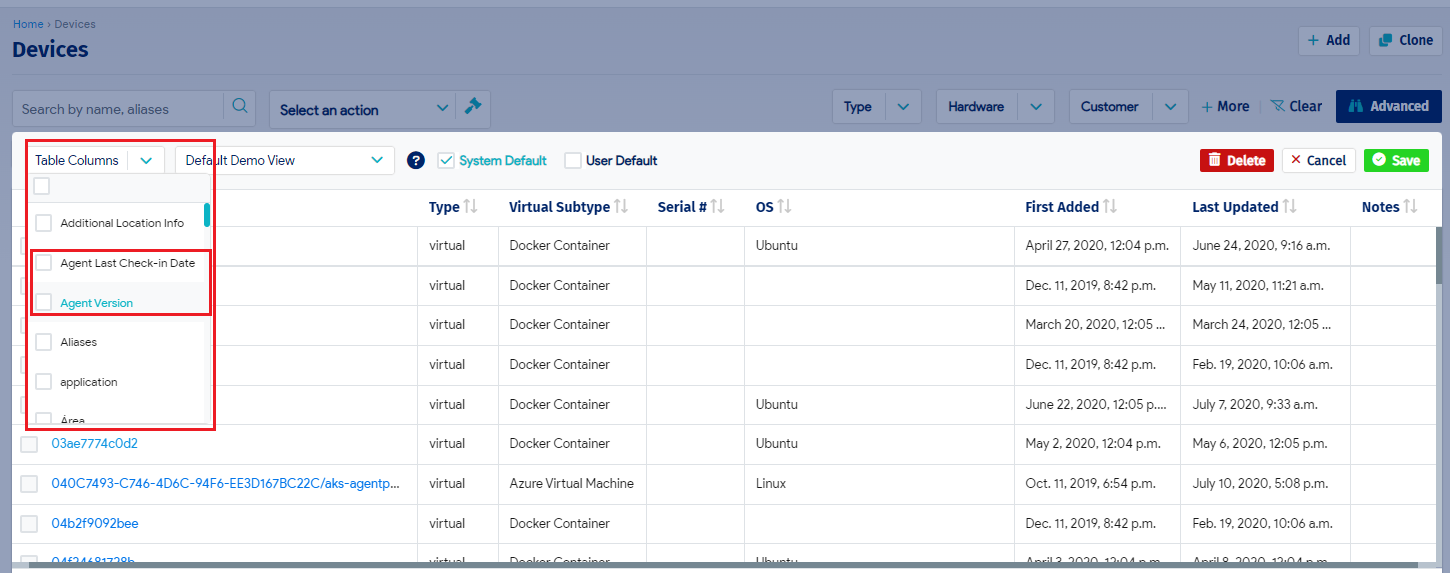 Home › Devices
Devices
Add
Clone
Search by name, aliases
Select an action
Type
Hardware
Customer
More
Clear
Advanced
Table Columns
Default Demo View
?
System Default
User Default
Delete
Cancel
Save
Additional Location Info
Agent Last Check-in Date
Agent Version
Aliases
application
Área
Type Virtual Subtype Serial # OS First Added Last Updated Notes
virtual Docker Container Ubuntu April 27, 2020, 12:04 p.m. June 24, 2020, 9:16 a.m.
virtual Docker Container Dec. 11, 2019, 8:42 p.m. May 11, 2020, 11:21 a.m.
virtual Docker Container March 20, 2020, 12:05 ... March 24, 2020, 12:05 ...
virtual Docker Container Dec. 11, 2019, 8:42 p.m. Feb. 19, 2020, 10:06 a.m.
virtual Docker Container Ubuntu June 22, 2020, 12:05 p.... July 7, 2020, 9:33 a.m.
03ae7774c0d2 virtual Docker Container Ubuntu May 2, 2020, 12:04 p.m. May 6, 2020, 12:05 p.m.
040C7493-C746-4D6C-94F6-EE3D167BC22C/aks-agentp... virtual Azure Virtual Machine Linux Oct. 11, 2019, 6:54 p.m. July 10, 2020, 5:08 p.m.
04b2f9092bee virtual Docker Container Dec. 11, 2019, 8:42 p.m. Feb. 19, 2020, 10:06 a.m.
04f24681728b virtual Docker Container Ubuntu April 3, 2020, 12:04 p.m. April 8, 2020, 12:04 p.m.